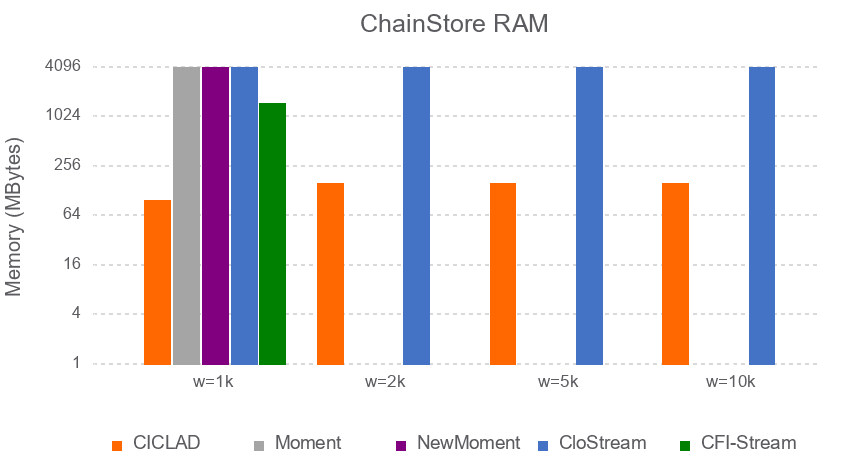 ChainStore RAM
Memory (MBytes)
4096
1024
256
64
16
4
1
w=1k w=2k w=5k w=10k
CICLAD Moment NewMoment CloStream CFI-Stream